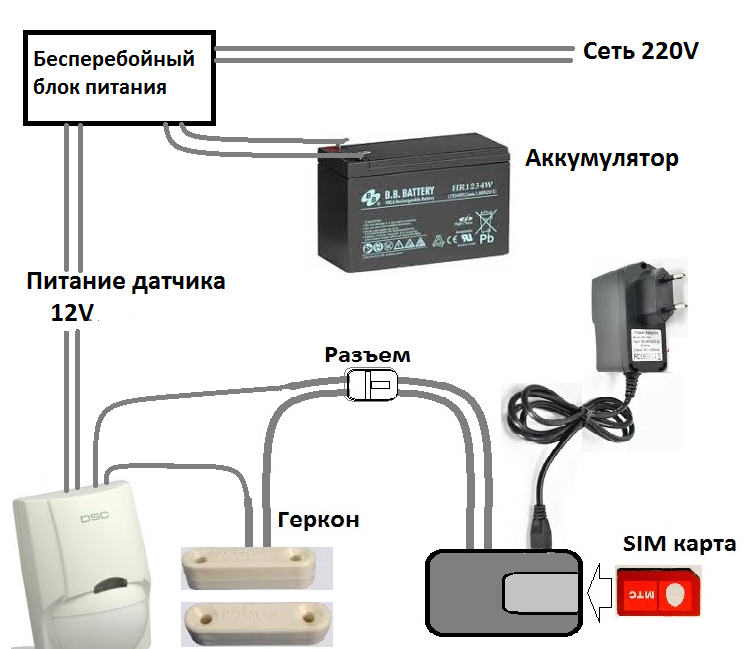 Бесперебойный
блок питания
Сеть 220V
Аккумулятор
B.B. BATTERY
HR1234W
Pb
Питание датчика
12V
Разъем
DSC
Геркон
SIM карта
МТС